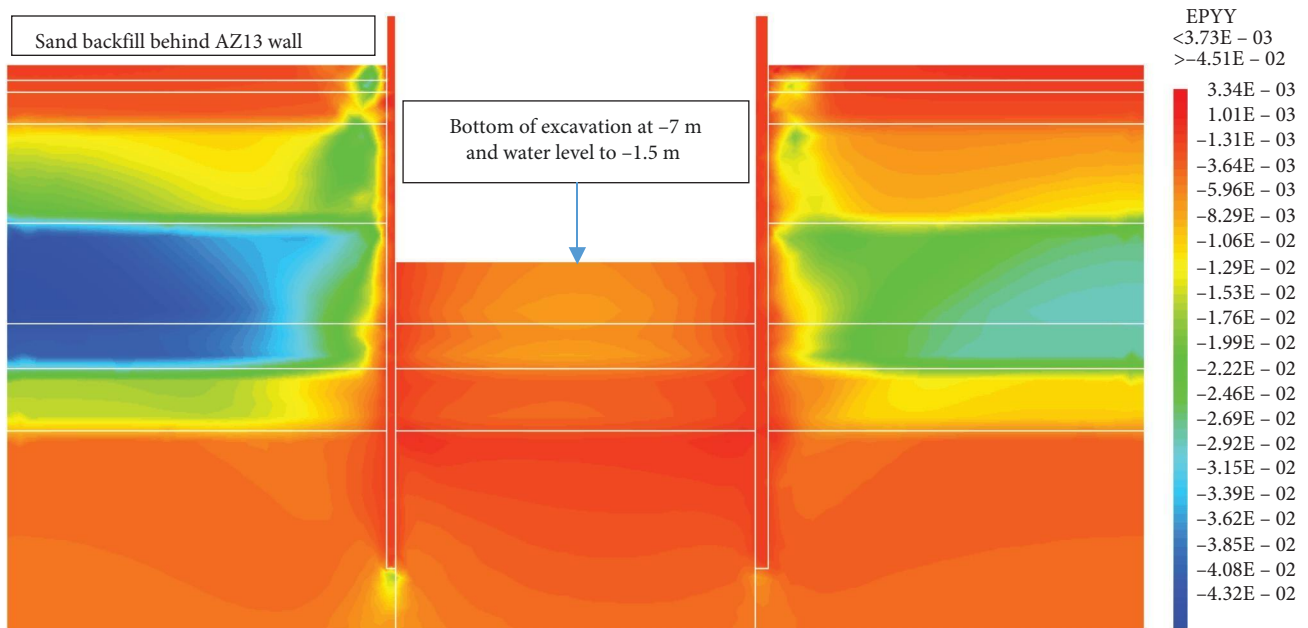 Sand backfill behind AZ13 wall
Bottom of excavation at –7 m
and water level to –1.5 m
EPYY
<3.73E – 03
>–4.51E – 02
3.34E – 03
1.01E – 03
–1.31E – 03
–3.64E – 03
–5.96E – 03
–8.29E – 03
–1.06E – 02
–1.29E – 02
–1.53E – 02
–1.76E – 02
–1.99E – 02
–2.22E – 02
–2.46E – 02
–2.69E – 02
–2.92E – 02
–3.15E – 02
–3.39E – 02
–3.62E – 02
–3.85E – 02
–4.08E – 02
–4.32E – 02